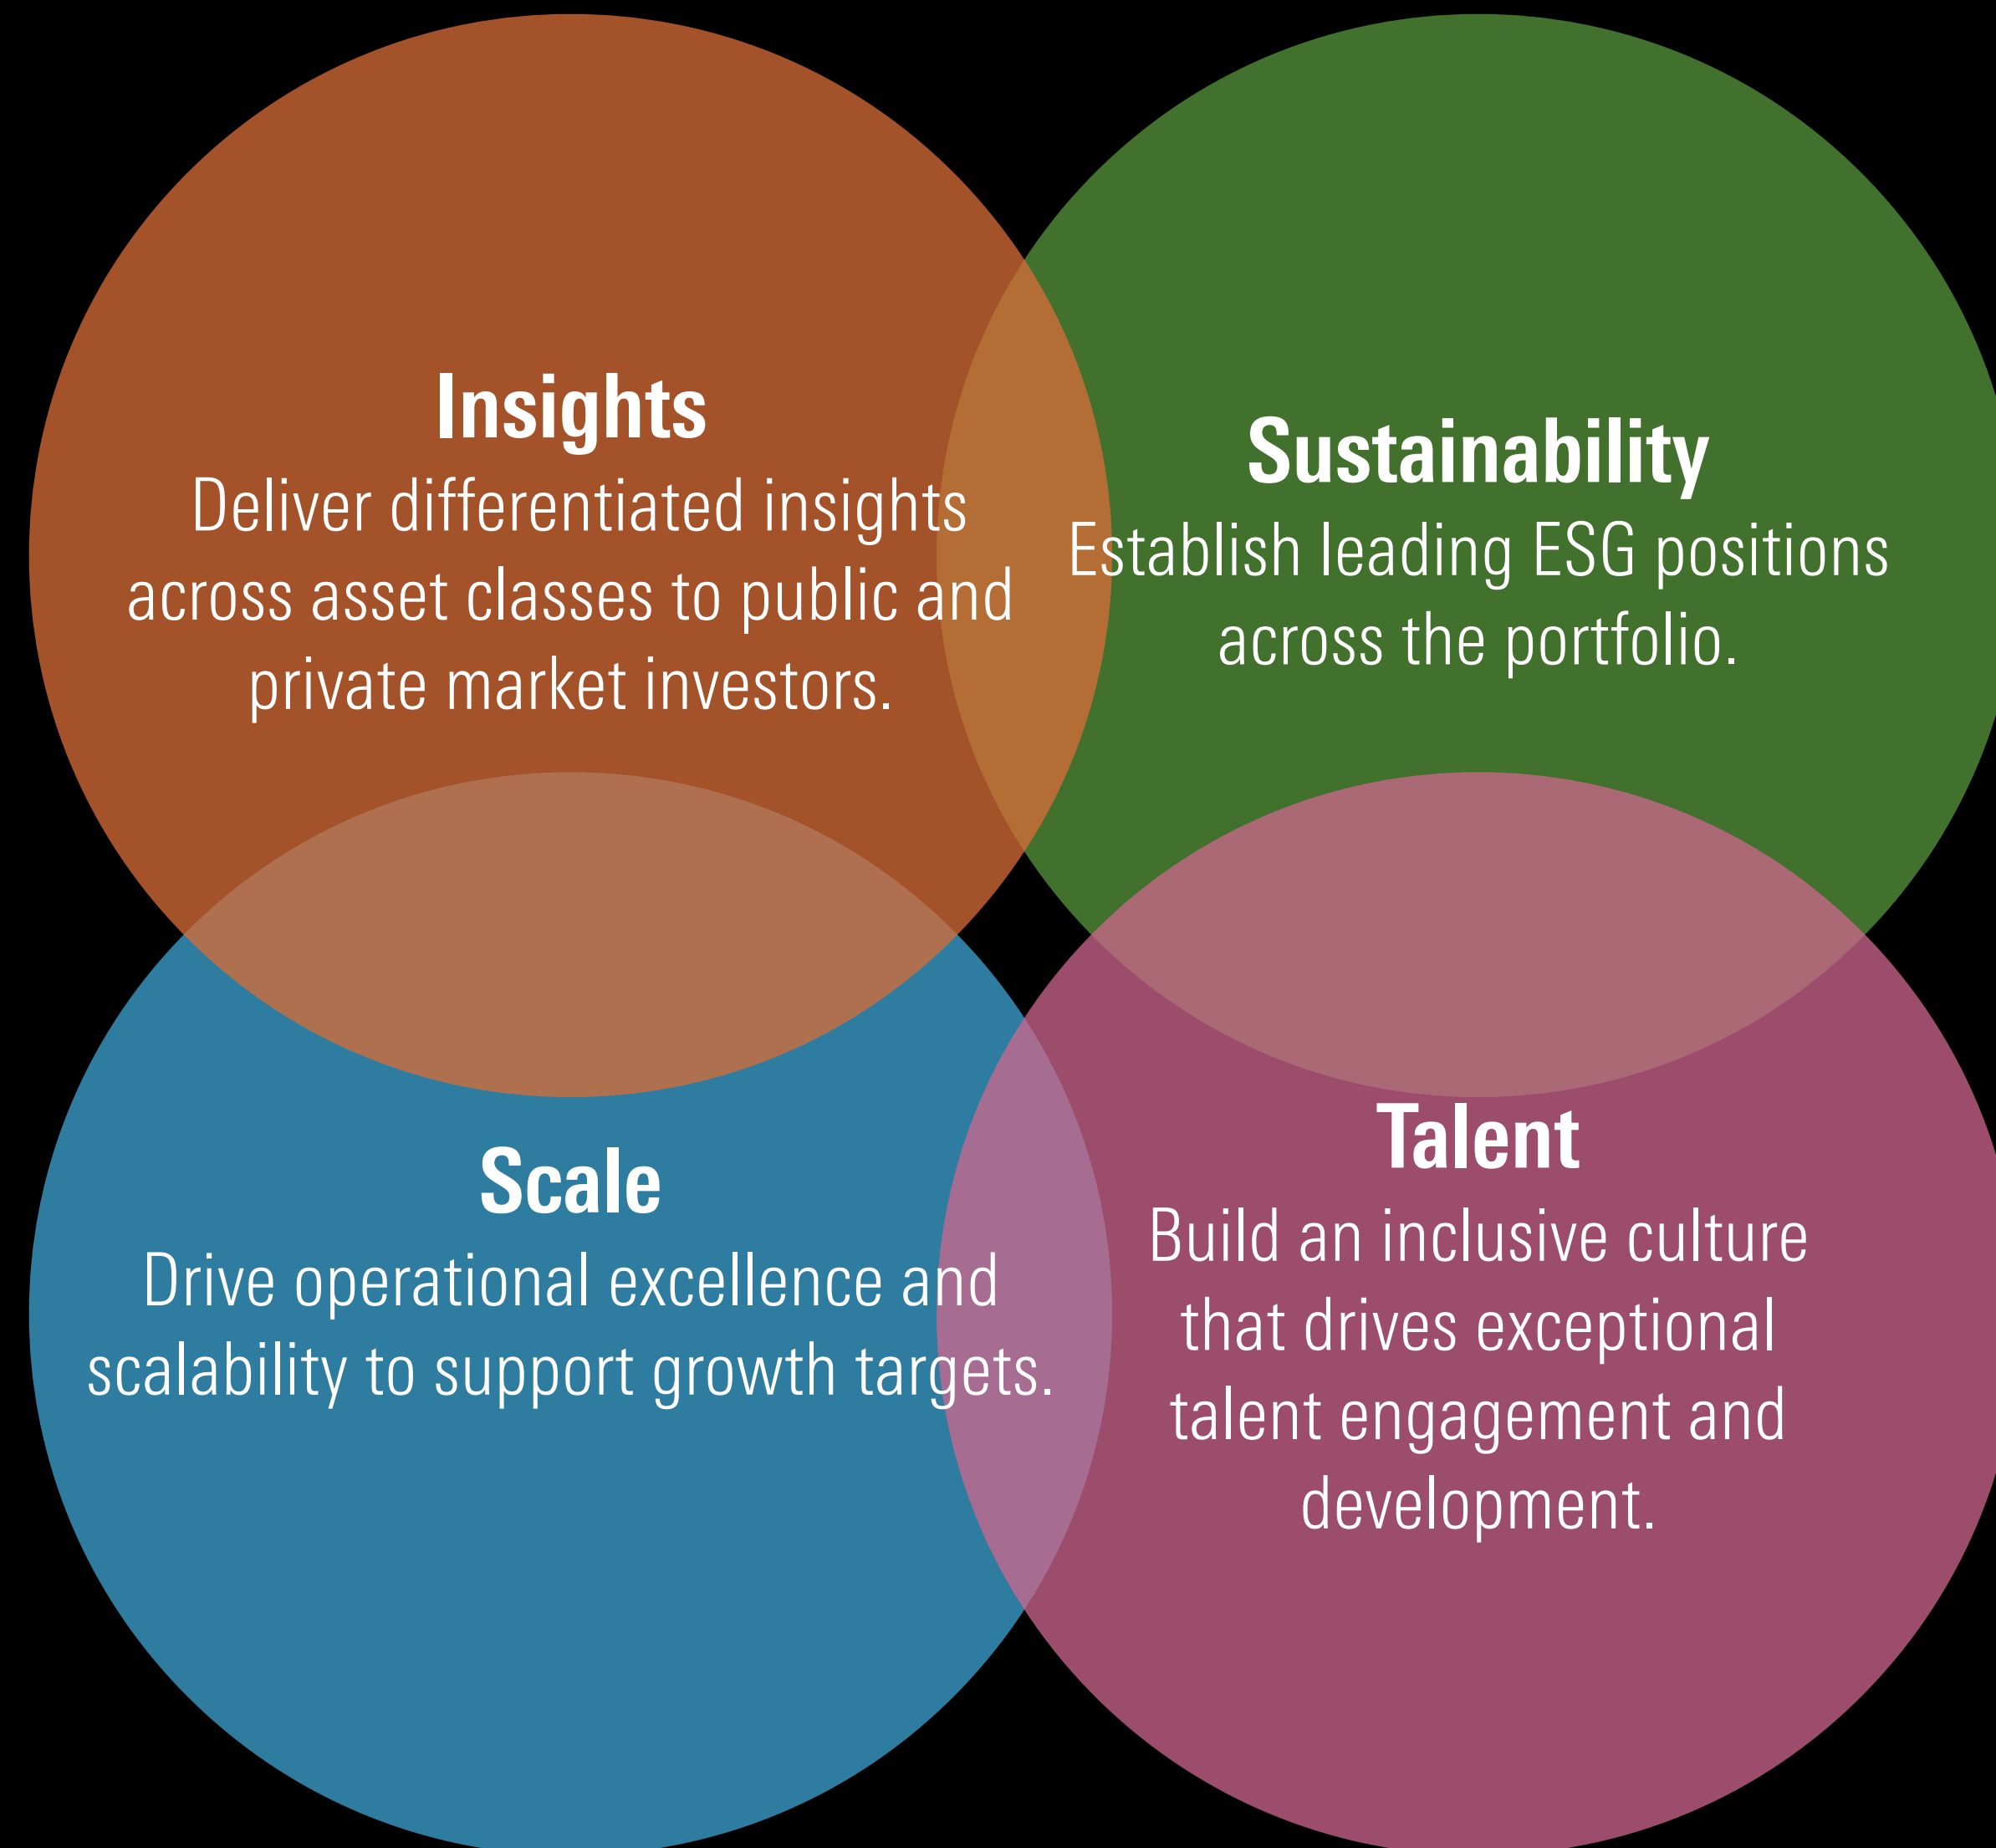 Insights
Deliver differentiated insights
across asset classes to public and
private market investors.
Sustainability
Establish leading ESG positions
across the portfolio.
Scale
Drive operational excellence and
scalability to support growth targets.
Talent
Build an inclusive culture
that drives exceptional
talent engagement and
development.